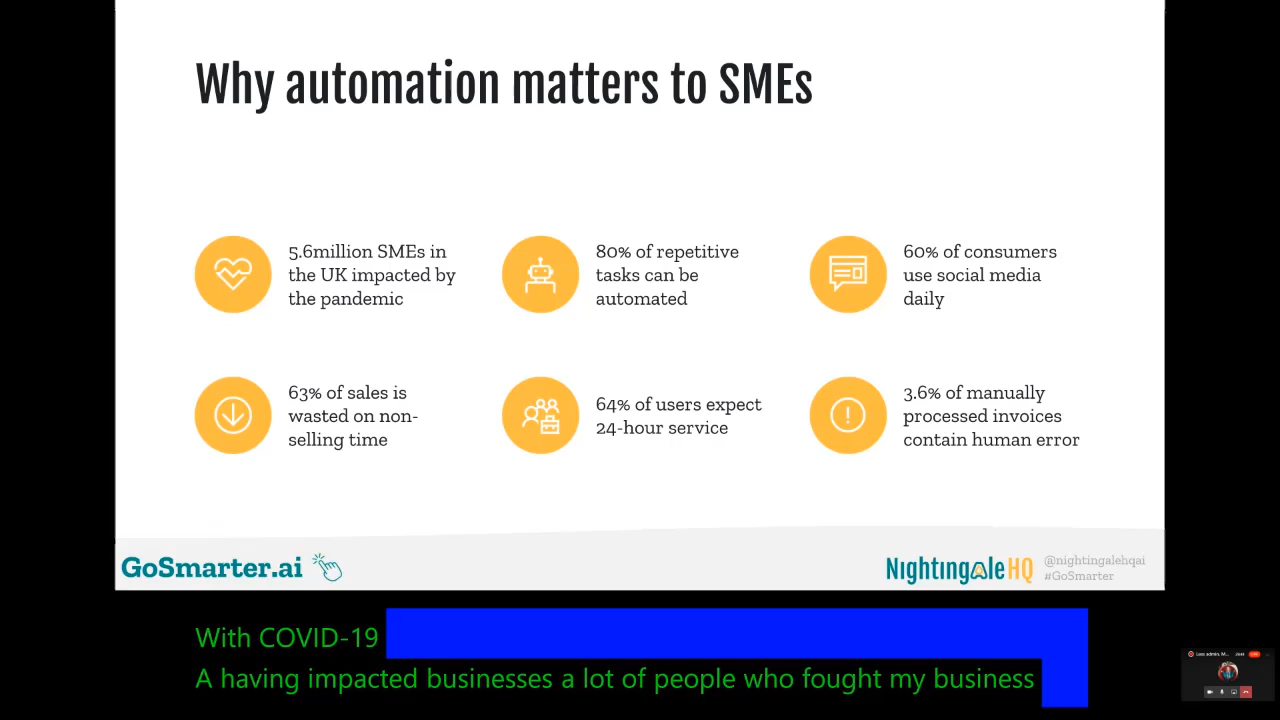 Why automation matters to SMEs
5.6million SMEs in
the UK impacted by
the pandemic
80% of repetitive
tasks can be
automated
60% of consumers
use social media
daily
63% of sales is
wasted on non-
selling time
64% of users expect
24-hour service
3.6% of manually
processed invoices
contain human error
GoSmarter.ai
NightingaleHQ
@nightingalehqai
#GoSmarter
With COVID-19
A having impacted businesses a lot of people who fought my business